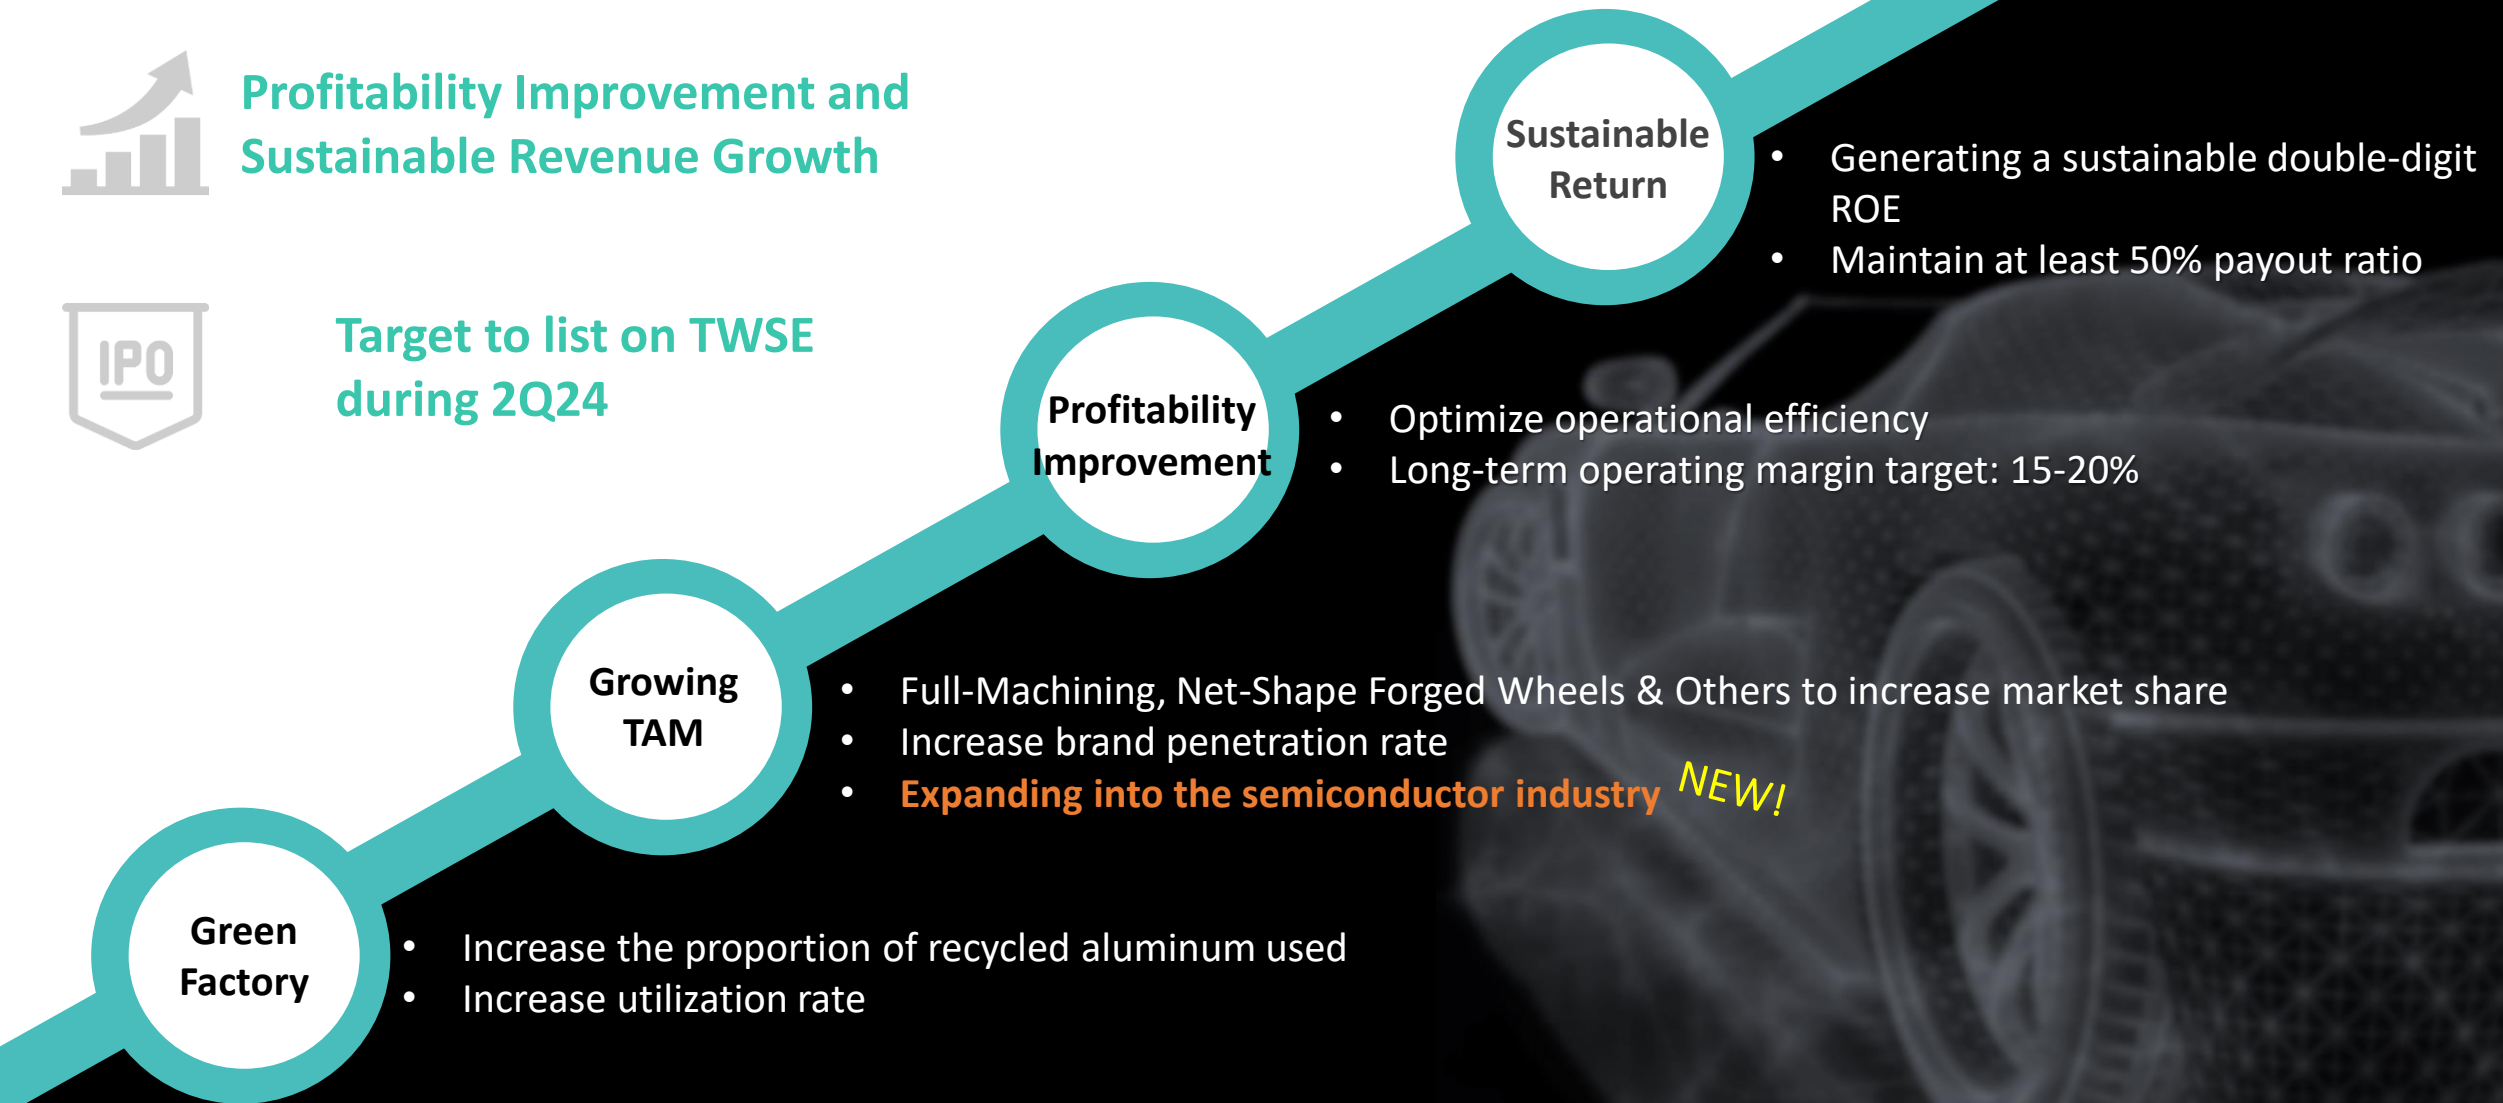 Profitability Improvement and
Sustainable Revenue Growth
IPO
Target to list on TWSE
during 2Q24
Sustainable
Return
• Generating a sustainable double-digit
ROE
• Maintain at least 50% payout ratio
Profitability
Improvement
• Optimize operational efficiency
• Long-term operating margin target: 15-20%
Growing
TAM
• Full-Machining, Net-Shape Forged Wheels & Others to increase market share
• Increase brand penetration rate
• Expanding into the semiconductor industry NEW!
Green
Factory
• Increase the proportion of recycled aluminum used
• Increase utilization rate